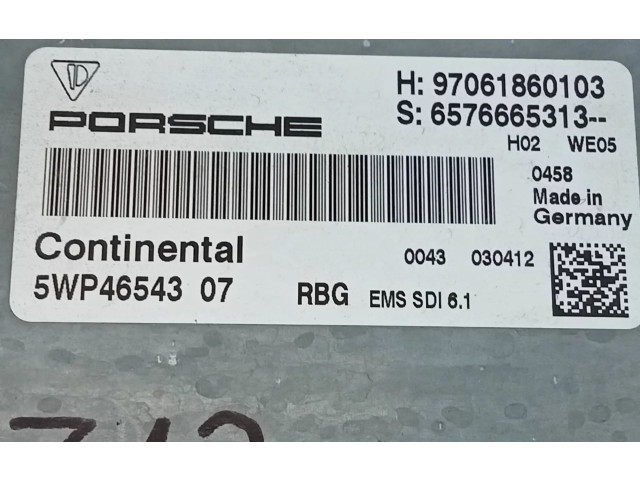 H: 97061860103
PORSCHE
S: 6576665313--
H02 WE05
0458
Made in
Germany
Continental
0043 030412
5WP46543 07
RBG EMS SDI 6.1